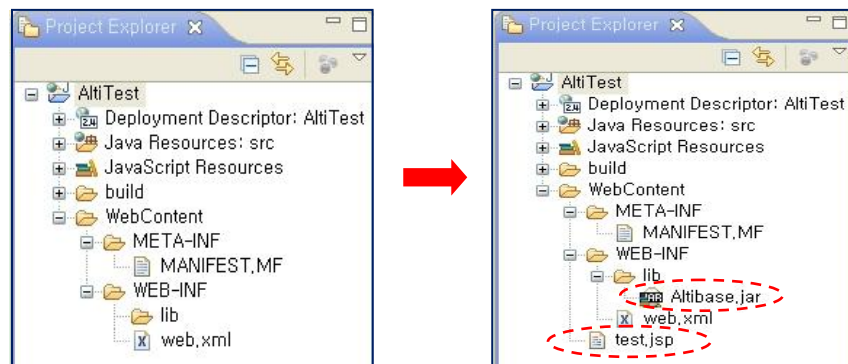 Project Explorer
AltiTest
Deployment Descriptor: AltiTest
Java Resources: src
JavaScript Resources
build
WebContent
META-INF
MANIFEST.MF
WEB-INF
lib
web.xml
Project Explorer
AltiTest
Deployment Descriptor: AltiTest
Java Resources: src
JavaScript Resources
build
WebContent
META-INF
MANIFEST.MF
WEB-INF
lib
Altibase.jar
web.xml
test.jsp